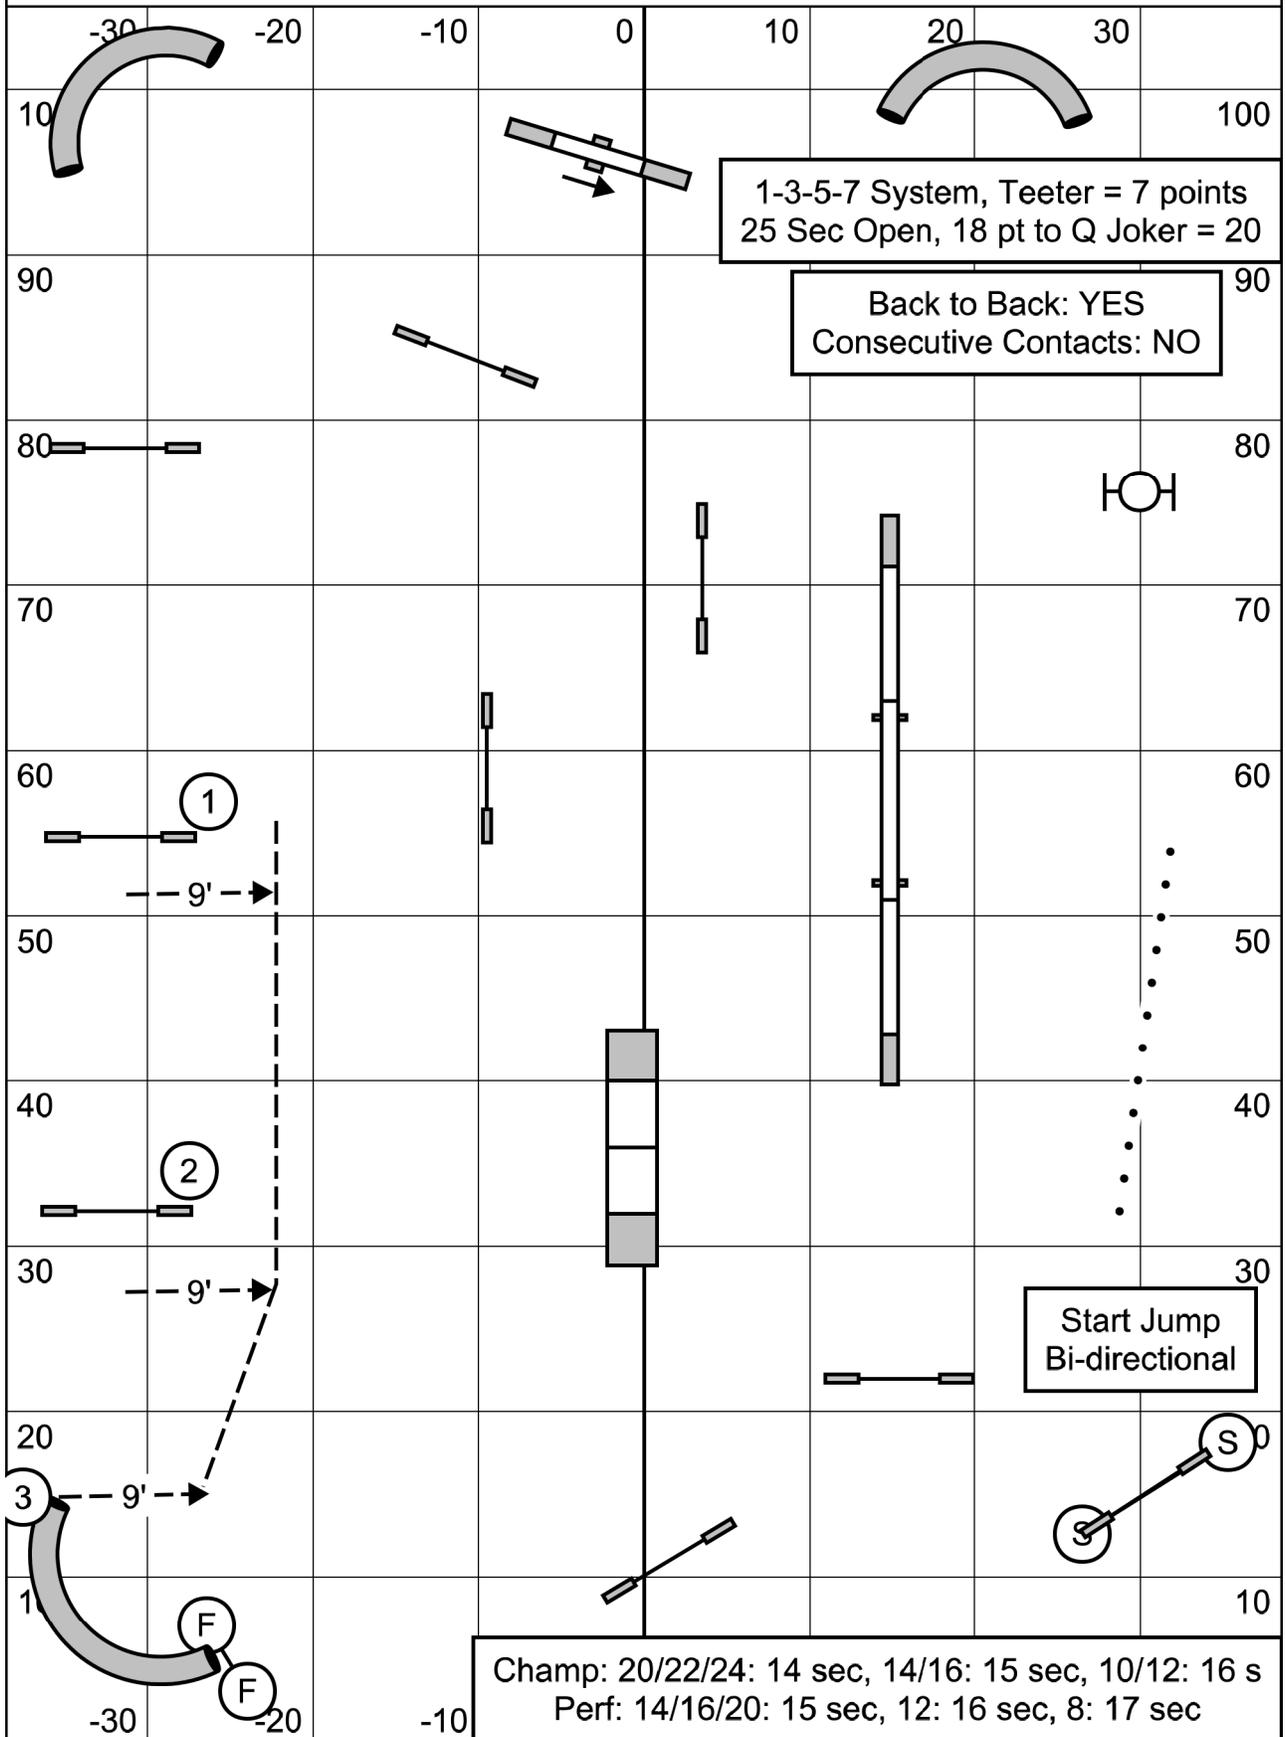 -30 -20 -10 0 10 20 30
10 100
1-3-5-7 System, Teeter = 7 points
25 Sec Open, 18 pt to Q Joker = 20
90 90
Back to Back: YES
Consecutive Contacts: NO
80 80
70 70
60 60
1
9'
50 50
40 40
2
30 30
9'
Start Jump
Bi-directional
20 0
S
3 9'
S
10 10
F
F
Champ: 20/22/24: 14 sec, 14/16: 15 sec, 10/12: 16 s
Perf: 14/16/20: 15 sec, 12: 16 sec, 8: 17 sec
-30 -20 -10